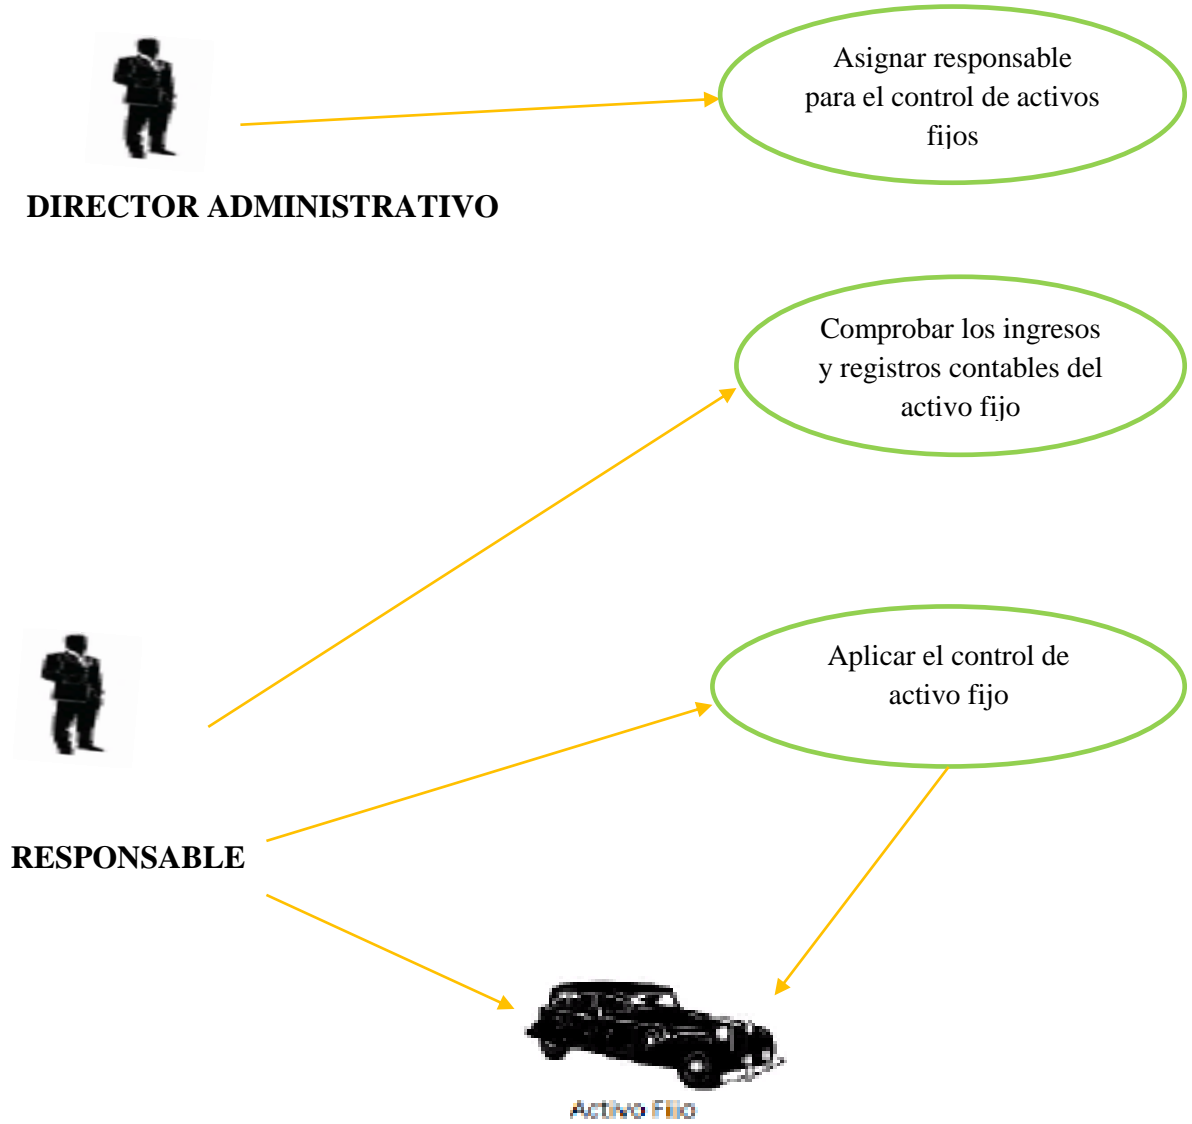 Asignar responsable
para el control de activos
fijos
DIRECTOR ADMINISTRATIVO
Comprobar los ingresos
y registros contables del
activo fijo
Aplicar el control de
activo fijo
RESPONSABLE
Activo Fijo